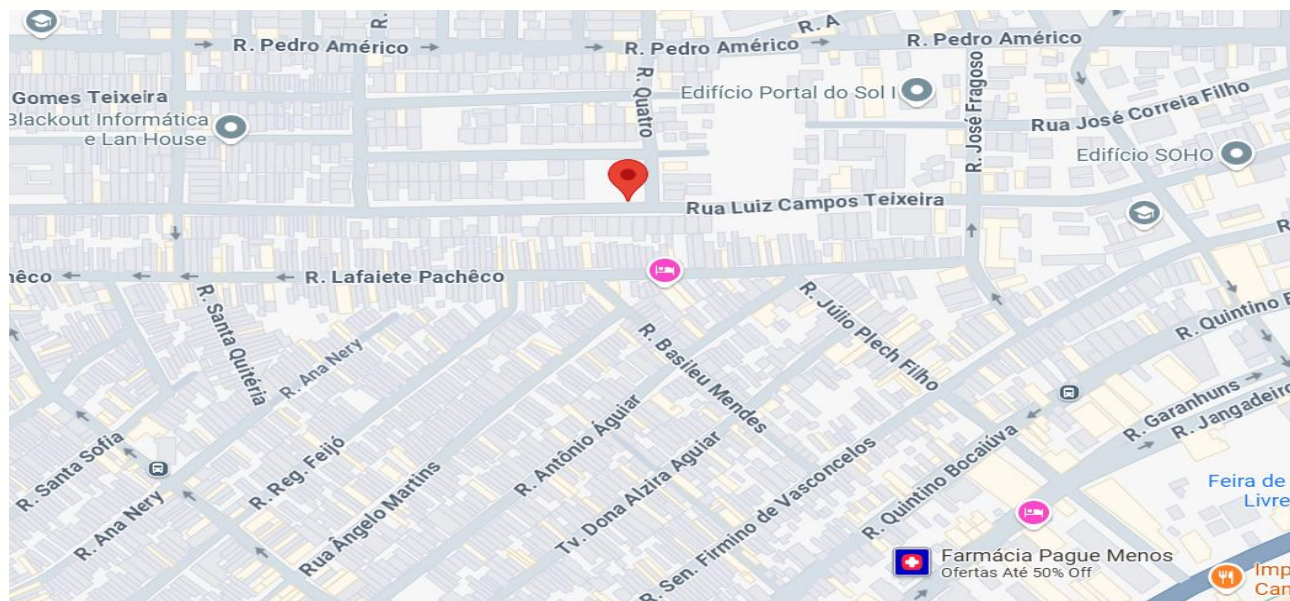 R. A
R. Pedro Américo
R. Pedro Américo
R. Pedro Américo
R.
R. Quatro
R. José Fragoso
Gomes Teixeira
Edifício Portal do Sol I
Rua José Correia Filho
Blackout Informática
e Lan House
Edifício SOHO
Rua Luiz Campos Teixeira
hêco
R. Lafaiete Pachêco
R. Santa Quitéria
R. Ana Nery
R. Basileu Mendes
R. Júlio Plech Filho
R. Quintino B
R. Garanhuns
R. Jangadeiro
R. Santa Sofia
R. Ana Nery
R. Reg. Feijó
Rua Ângelo Martins
R. Antônio Aguiar
Tv. Dona Alzira Aguiar
R. Sen. Firmino de Vasconcelos
R. Quintino Bocaiúva
Feira de
Livre
Farmácia Pague Menos
Ofertas Até 50% Off
Imp
Can